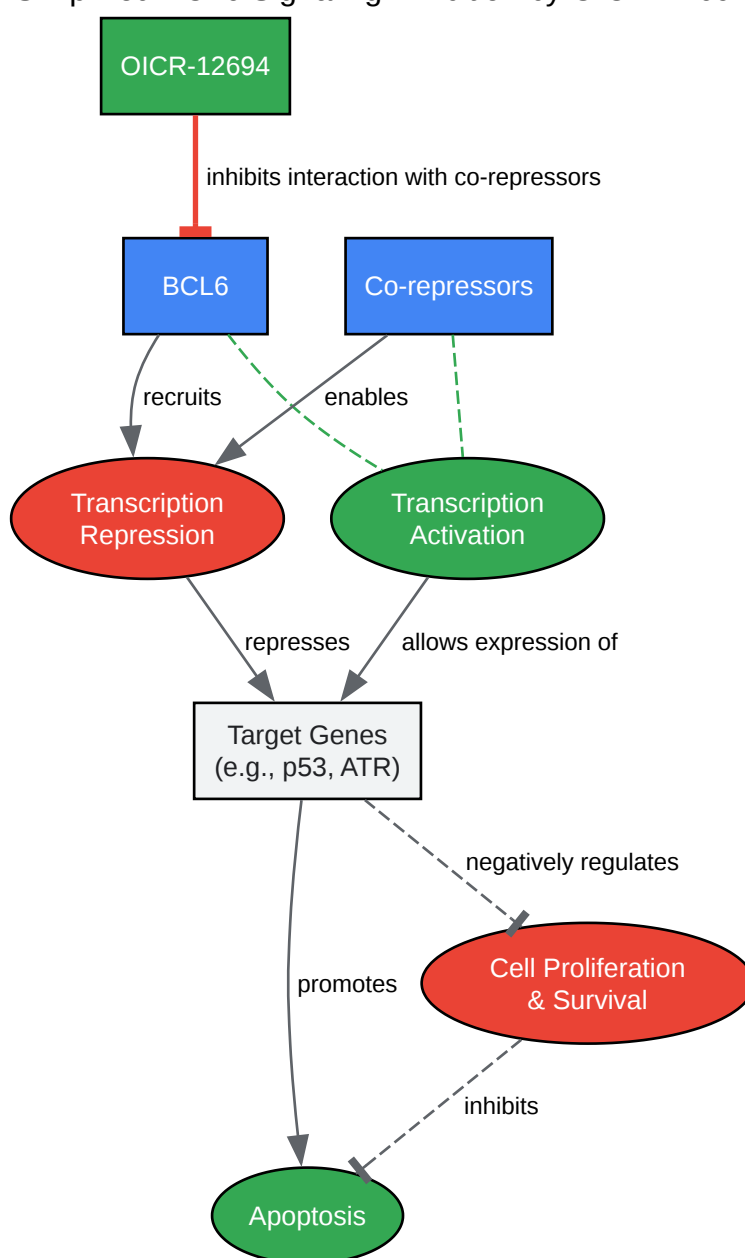 OICR-12694
inhibits interaction with co-repressors
BCL6
Co-repressors
recruits
enables
Transcription
Repression
Transcription
Activation
represses
allows expression of
Target Genes
(e.g., p53, ATR)
negatively regulates
Cell Proliferation
& Survival
promotes
inhibits
Apoptosis